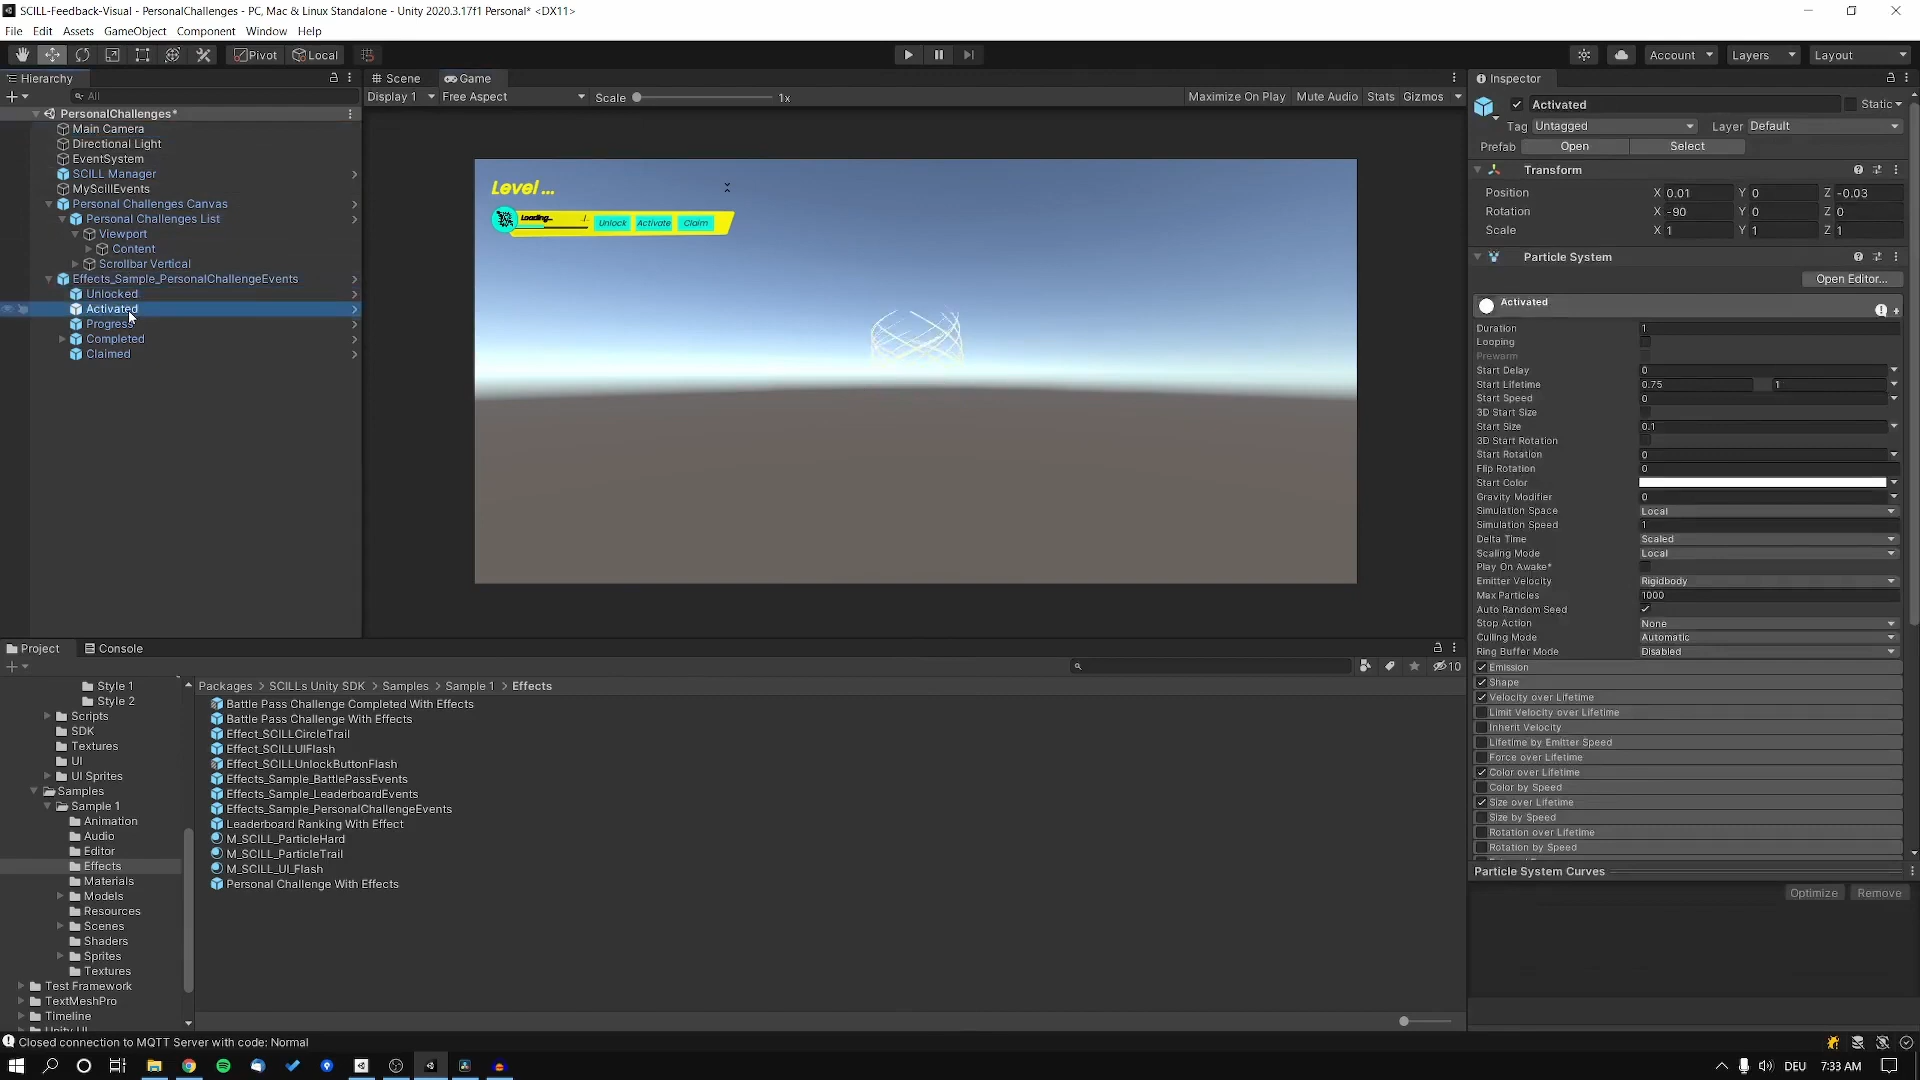 SCILL-Feedback-Visual - PersonalChallenges - PC, Mac & Linux Standalone - Unity 2020.3.17f1 Personal* <DX11>
File Edit Assets GameObject Component Window Help
Pivot Local Account Layers Layout
Hierarchy
All
PersonalChallenges*
Main Camera
Directional Light
EventSystem
SCILL Manager
MyScillEvents
Personal Challenges Canvas
Personal Challenges List
Viewport
Content
Scrollbar Vertical
Effects_Sample_PersonalChallengeEvents
Unlocked
Activated
Progress
Completed
Claimed
Scene Game
Display 1 Free Aspect Scale 1x Maximize On Play Mute Audio Stats Gizmos
Level ...
Loading... ./. Unlock Activate Claim
Inspector
Activated Static
Tag Untagged Layer Default
Prefab Open Select
Transform
Position X 0.01 Y 0 Z -0.03
Rotation X -90 Y 0 Z 0
Scale X 1 Y 1 Z 1
Particle System
Open Editor...
Activated
Duration 1
Looping
Prewarm
Start Delay 0
Start Lifetime 0.75 1
Start Speed 0
3D Start Size
Start Size 0.1
3D Start Rotation
Start Rotation 0
Flip Rotation 0
Start Color
Gravity Modifier 0
Simulation Space Local
Simulation Speed 1
Delta Time Scaled
Scaling Mode Local
Play On Awake*
Emitter Velocity Rigidbody
Max Particles 1000
Auto Random Seed
Stop Action None
Culling Mode Automatic
Ring Buffer Mode Disabled
Emission
Shape
Velocity over Lifetime
Limit Velocity over Lifetime
Inherit Velocity
Lifetime by Emitter Speed
Force over Lifetime
Color over Lifetime
Color by Speed
Size over Lifetime
Size by Speed
Rotation over Lifetime
Rotation by Speed
Particle System Curves
Optimize Remove
Project Console
10
Style 1
Style 2
Scripts
SDK
Textures
UI
UI Sprites
Samples
Sample 1
Animation
Audio
Editor
Effects
Materials
Models
Resources
Scenes
Shaders
Sprites
Textures
Test Framework
TextMeshPro
Timeline
Unity UI
Packages > SCILLs Unity SDK > Samples > Sample 1 > Effects
Battle Pass Challenge Completed With Effects
Battle Pass Challenge With Effects
Effect_SCILLCircleTrail
Effect_SCILLUIFlash
Effect_SCILLUnlockButtonFlash
Effects_Sample_BattlePassEvents
Effects_Sample_LeaderboardEvents
Effects_Sample_PersonalChallengeEvents
Leaderboard Ranking With Effect
M_SCILL_ParticleHard
M_SCILL_ParticleTrail
M_SCILL_UI_Flash
Personal Challenge With Effects
Closed connection to MQTT Server with code: Normal
DEU 7:33 AM